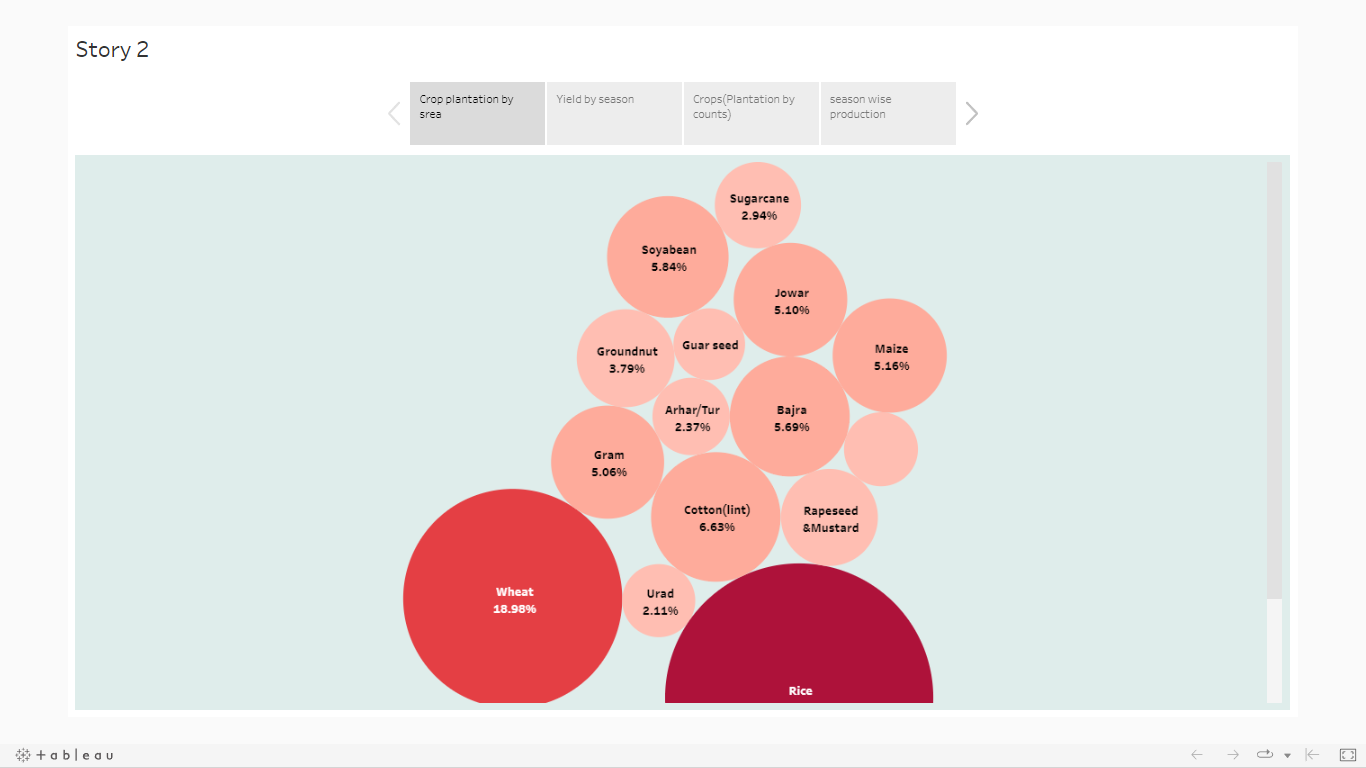 Story 2
Crop plantation by
srea
Yield by season
Crops(Plantation by
counts)
season wise
production
Sugarcane
2.94%
Soyabean
5.84%
Jowar
5.10%
Groundnut
3.79%
Guar seed
Maize
5.16%
Arhar/Tur
2.37%
Bajra
5.69%
Gram
5.06%
Cotton(lint)
6.63%
Rapeseed
&Mustard
Wheat
18.98%
Urad
2.11%
Rice
+ableau